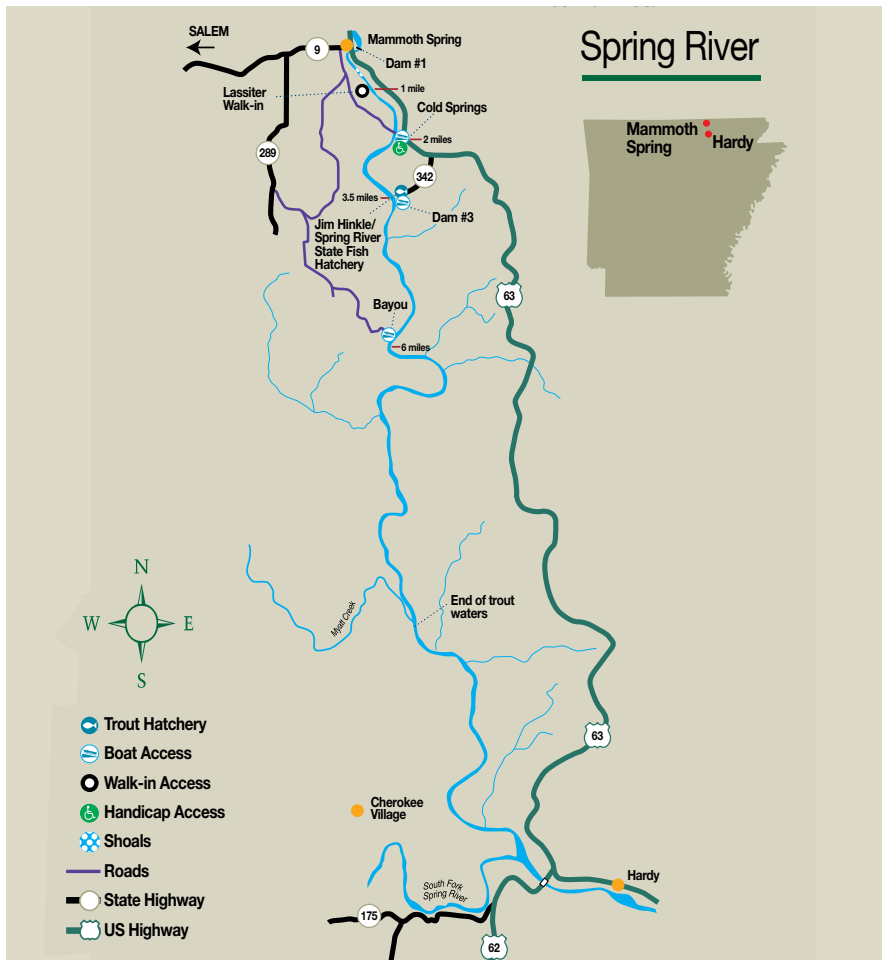 SALEM
9
Mammoth Spring
Dam #1
Spring River
1 mile
Lassiter
Walk-in
Cold Springs
Mammoth
Spring
Hardy
2 miles
289
342
3.5 miles
Dam #3
Jim Hinkle/
Spring River
State Fish
Hatchery
63
Bayou
6 miles
N
W
E
S
Myatt Creek
End of trout
waters
Trout Hatchery
Boat Access
Walk-in Access
Handicap Access
Shoals
Roads
State Highway
US Highway
63
Cherokee
Village
Hardy
South Fork
Spring River
175
62